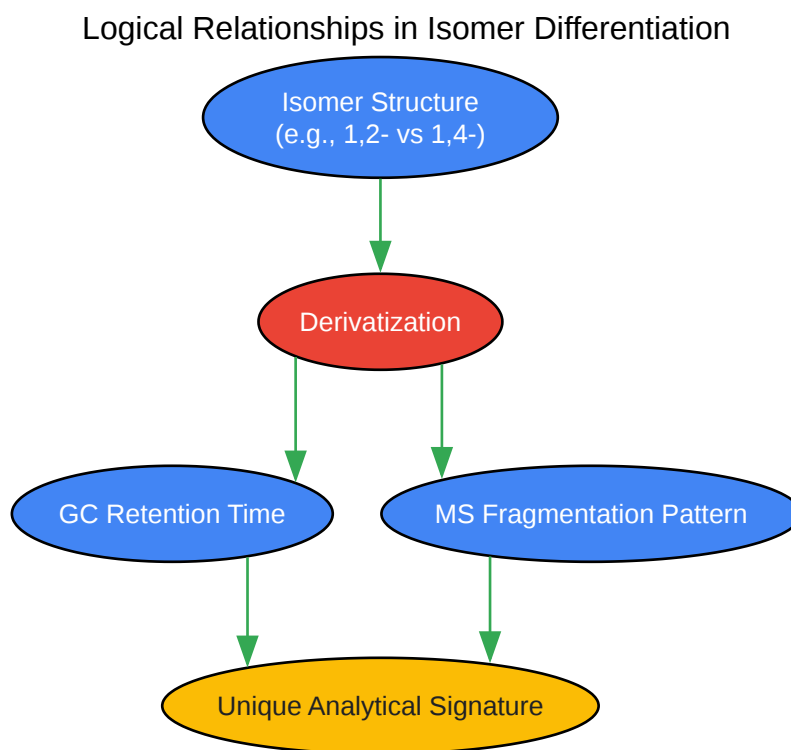 Logical Relationships in Isomer Differentiation
Isomer Structure
(e.g., 1,2- vs 1,4-)
Derivatization
GC Retention Time
MS Fragmentation Pattern
Unique Analytical Signature